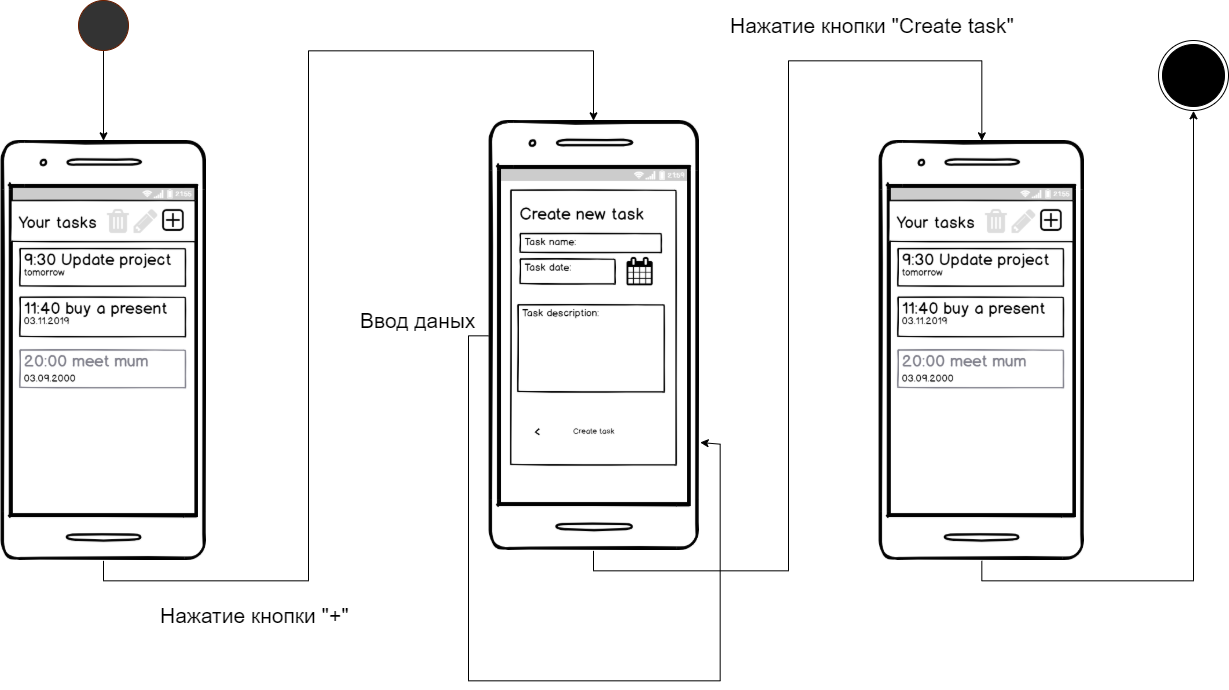 Нажатие кнопки "Create task"
Your tasks
9:30 Update project
tomorrow
11:40 buy a present
03.11.2019
20:00 meet mum
03.09.2000
Нажатие кнопки "+"
Ввод даных
Create new task
Task name:
Task date:
Task description:
<
Create task
Your tasks
9:30 Update project
tomorrow
11:40 buy a present
03.11.2019
20:00 meet mum
03.09.2000